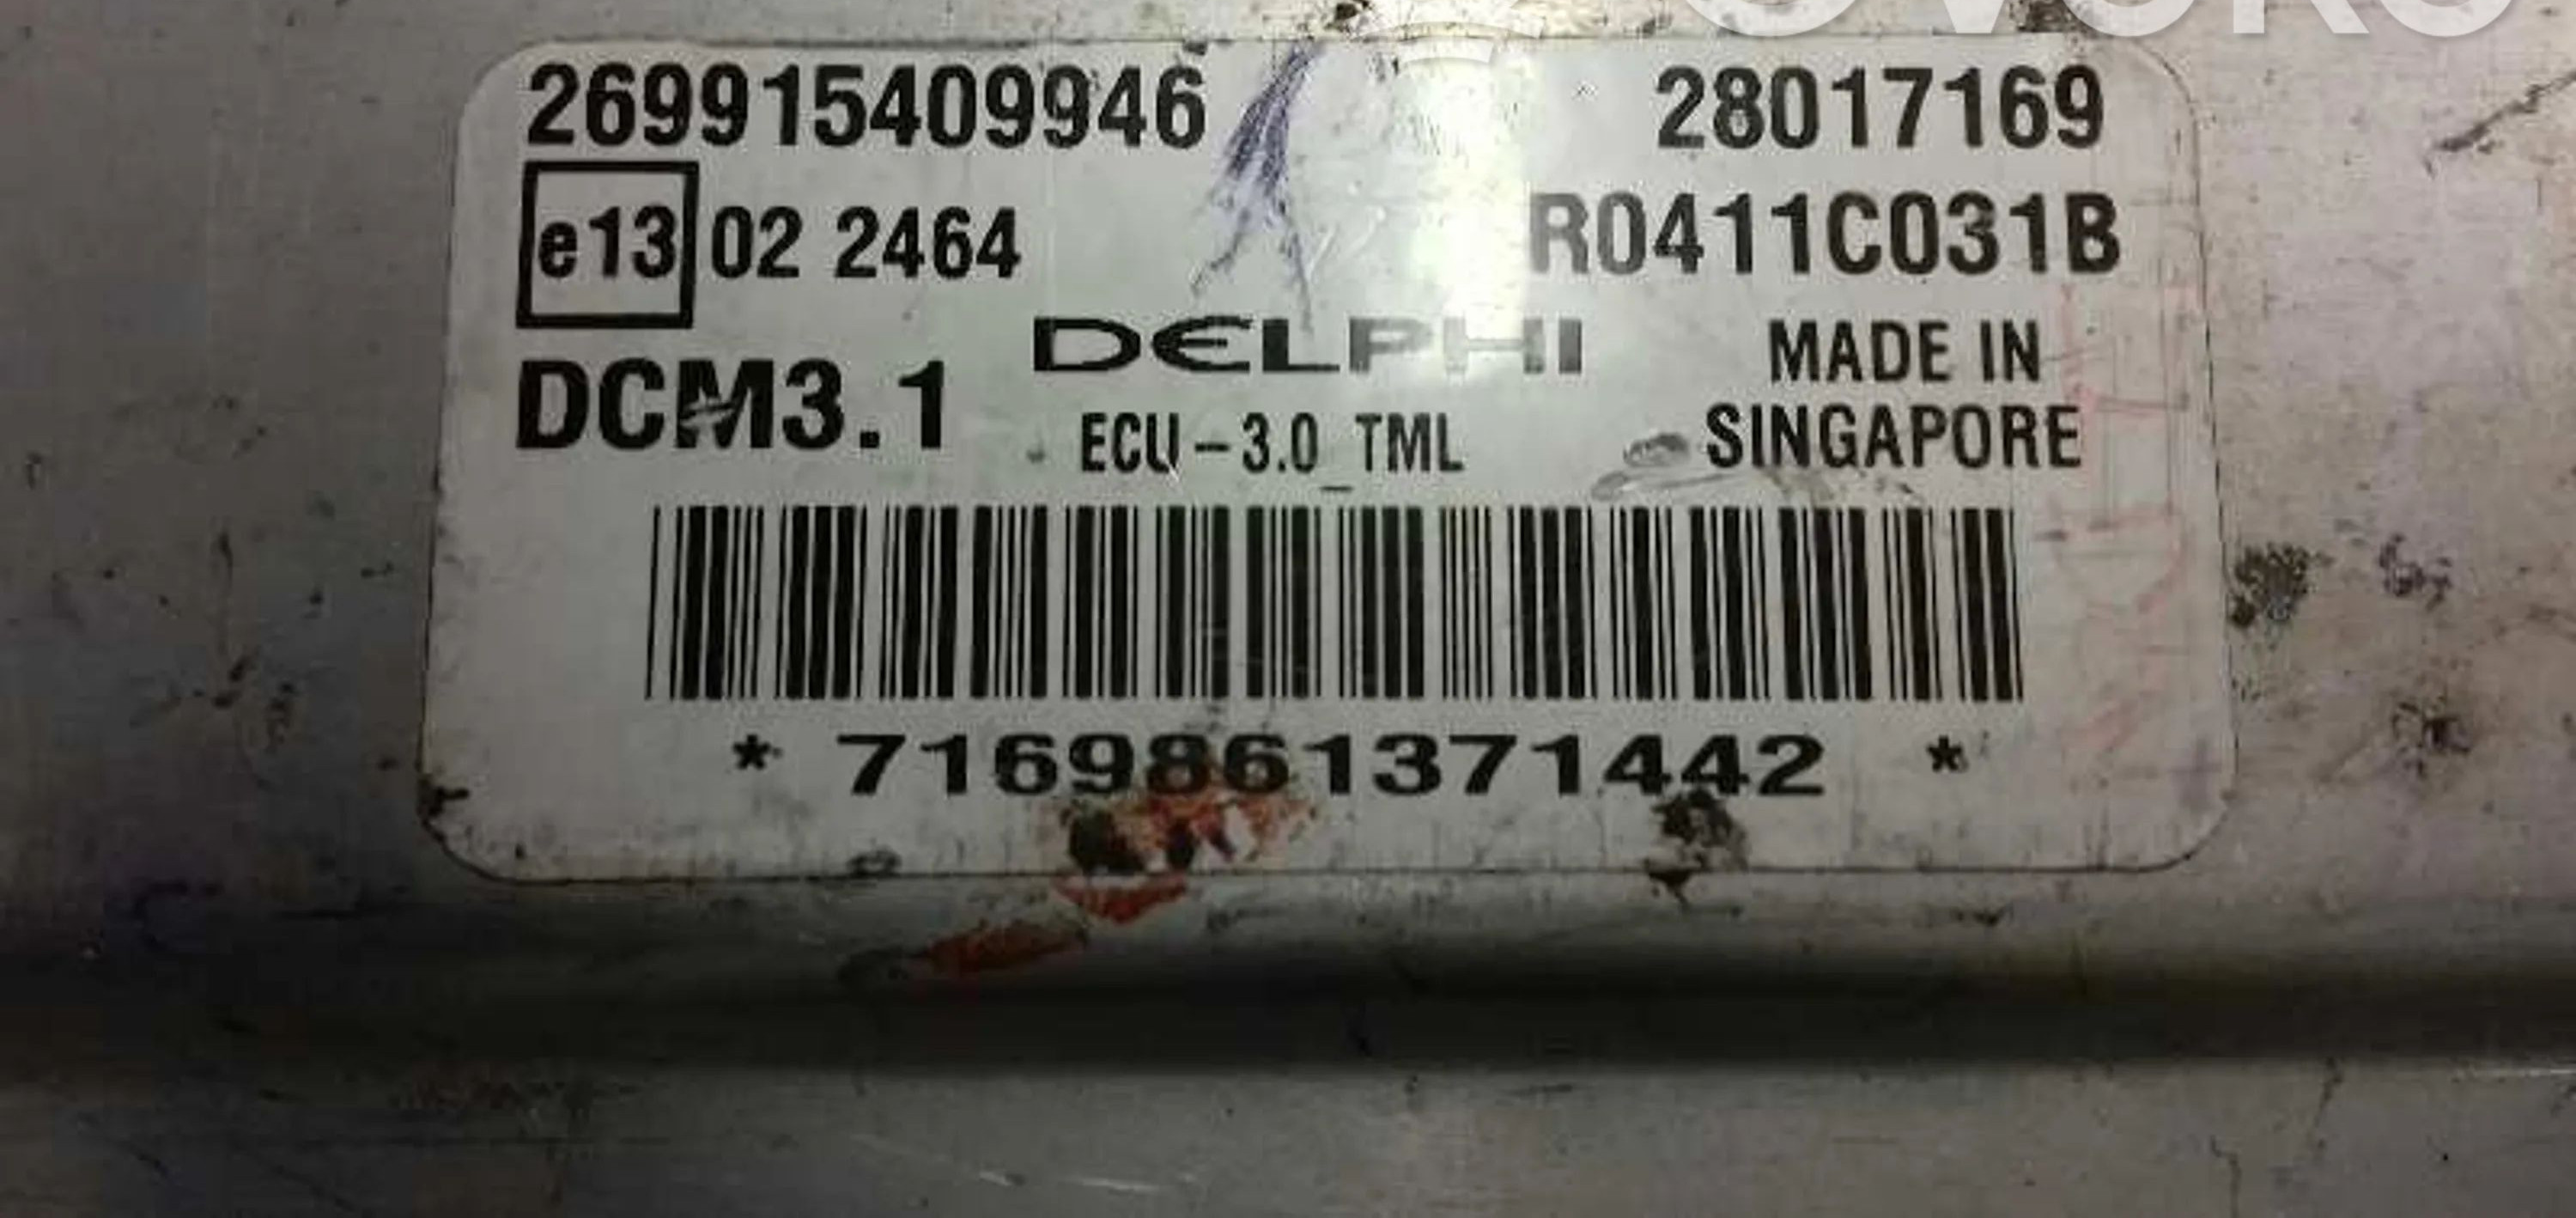 269915409946 28017169
e13 02 2464 R0411C031B
DELPHI MADE IN
DCM3.1 ECU-3.0_TML SINGAPORE
* 7169861371442 *